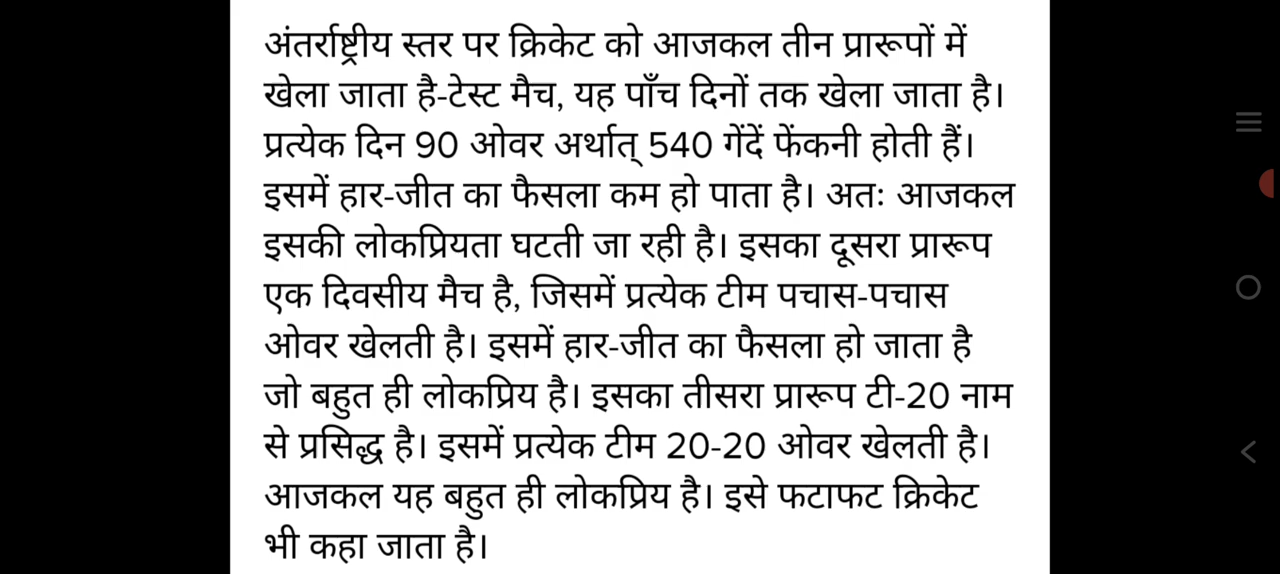 अंतर्राष्ट्रीय स्तर पर क्रिकेट को आजकल तीन प्रारूपों में
खेला जाता है-टेस्ट मैच, यह पाँच दिनों तक खेला जाता है।
प्रत्येक दिन 90 ओवर अर्थात् 540 गेंदें फेंकनी होती हैं।
इसमें हार-जीत का फैसला कम हो पाता है। अतः आजकल
इसकी लोकप्रियता घटती जा रही है। इसका दूसरा प्रारूप
एक दिवसीय मैच है, जिसमें प्रत्येक टीम पचास-पचास
ओवर खेलती है। इसमें हार-जीत का फैसला हो जाता है
जो बहुत ही लोकप्रिय है। इसका तीसरा प्रारूप टी-20 नाम
से प्रसिद्ध है। इसमें प्रत्येक टीम 20-20 ओवर खेलती है।
आजकल यह बहुत ही लोकप्रिय है। इसे फटाफट क्रिकेट
भी कहा जाता है।